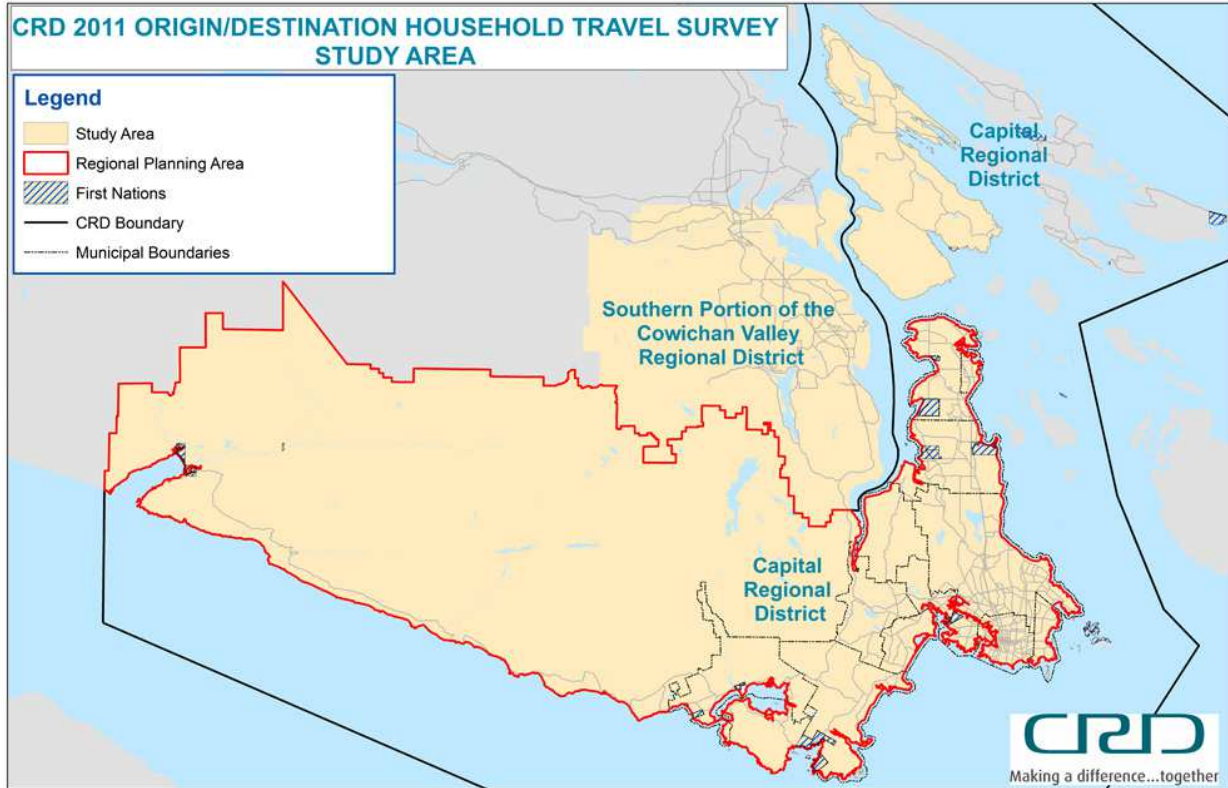 CRD 2011 ORIGIN/DESTINATION HOUSEHOLD TRAVEL SURVEY
STUDY AREA
Legend
Study Area
Regional Planning Area
First Nations
CRD Boundary
Municipal Boundaries
Capital
Regional
District
Southern Portion of the
Cowichan Valley
Regional District
Capital
Regional
District
CRD
Making a difference...together